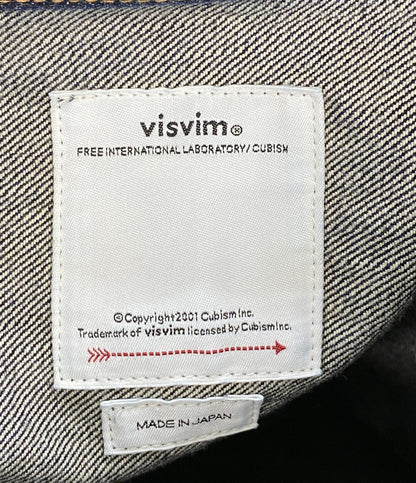 visvim®
FREE INTERNATIONAL LABORATORY/CUBISM
©Copyright2001 Cubism Inc.
Trademark of visvim licensed by Cubism Inc.
MADE IN JAPAN